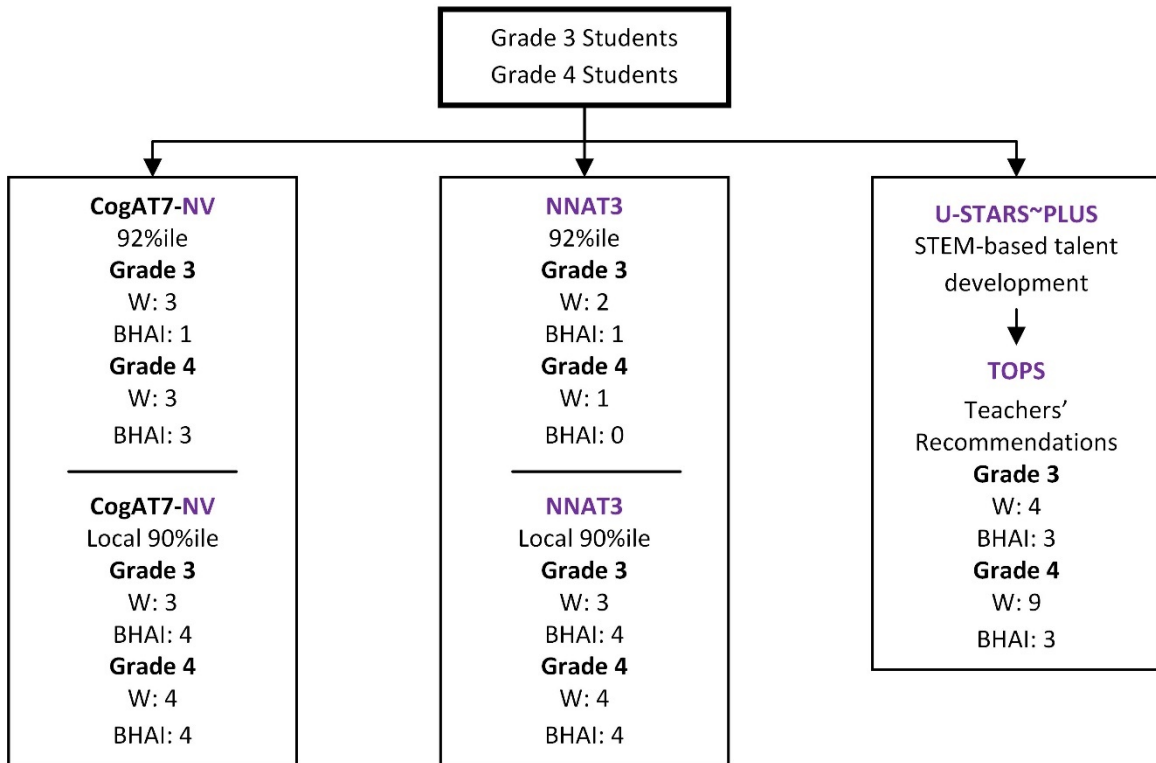 Grade 3 Students
Grade 4 Students
CogAT7-NV
92%ile
Grade 3
W: 3
BHAI: 1
Grade 4
W: 3
BHAI: 3
CogAT7-NV
Local 90%ile
Grade 3
W: 3
BHAI: 4
Grade 4
W: 4
BHAI: 4
NNAT3
92%ile
Grade 3
W: 2
BHAI: 1
Grade 4
W: 1
BHAI: 0
NNAT3
Local 90%ile
Grade 3
W: 3
BHAI: 4
Grade 4
W: 4
BHAI: 4
U-STARS~PLUS
STEM-based talent
development
TOPS
Teachers’
Recommendations
Grade 3
W: 4
BHAI: 3
Grade 4
W: 9
BHAI: 3